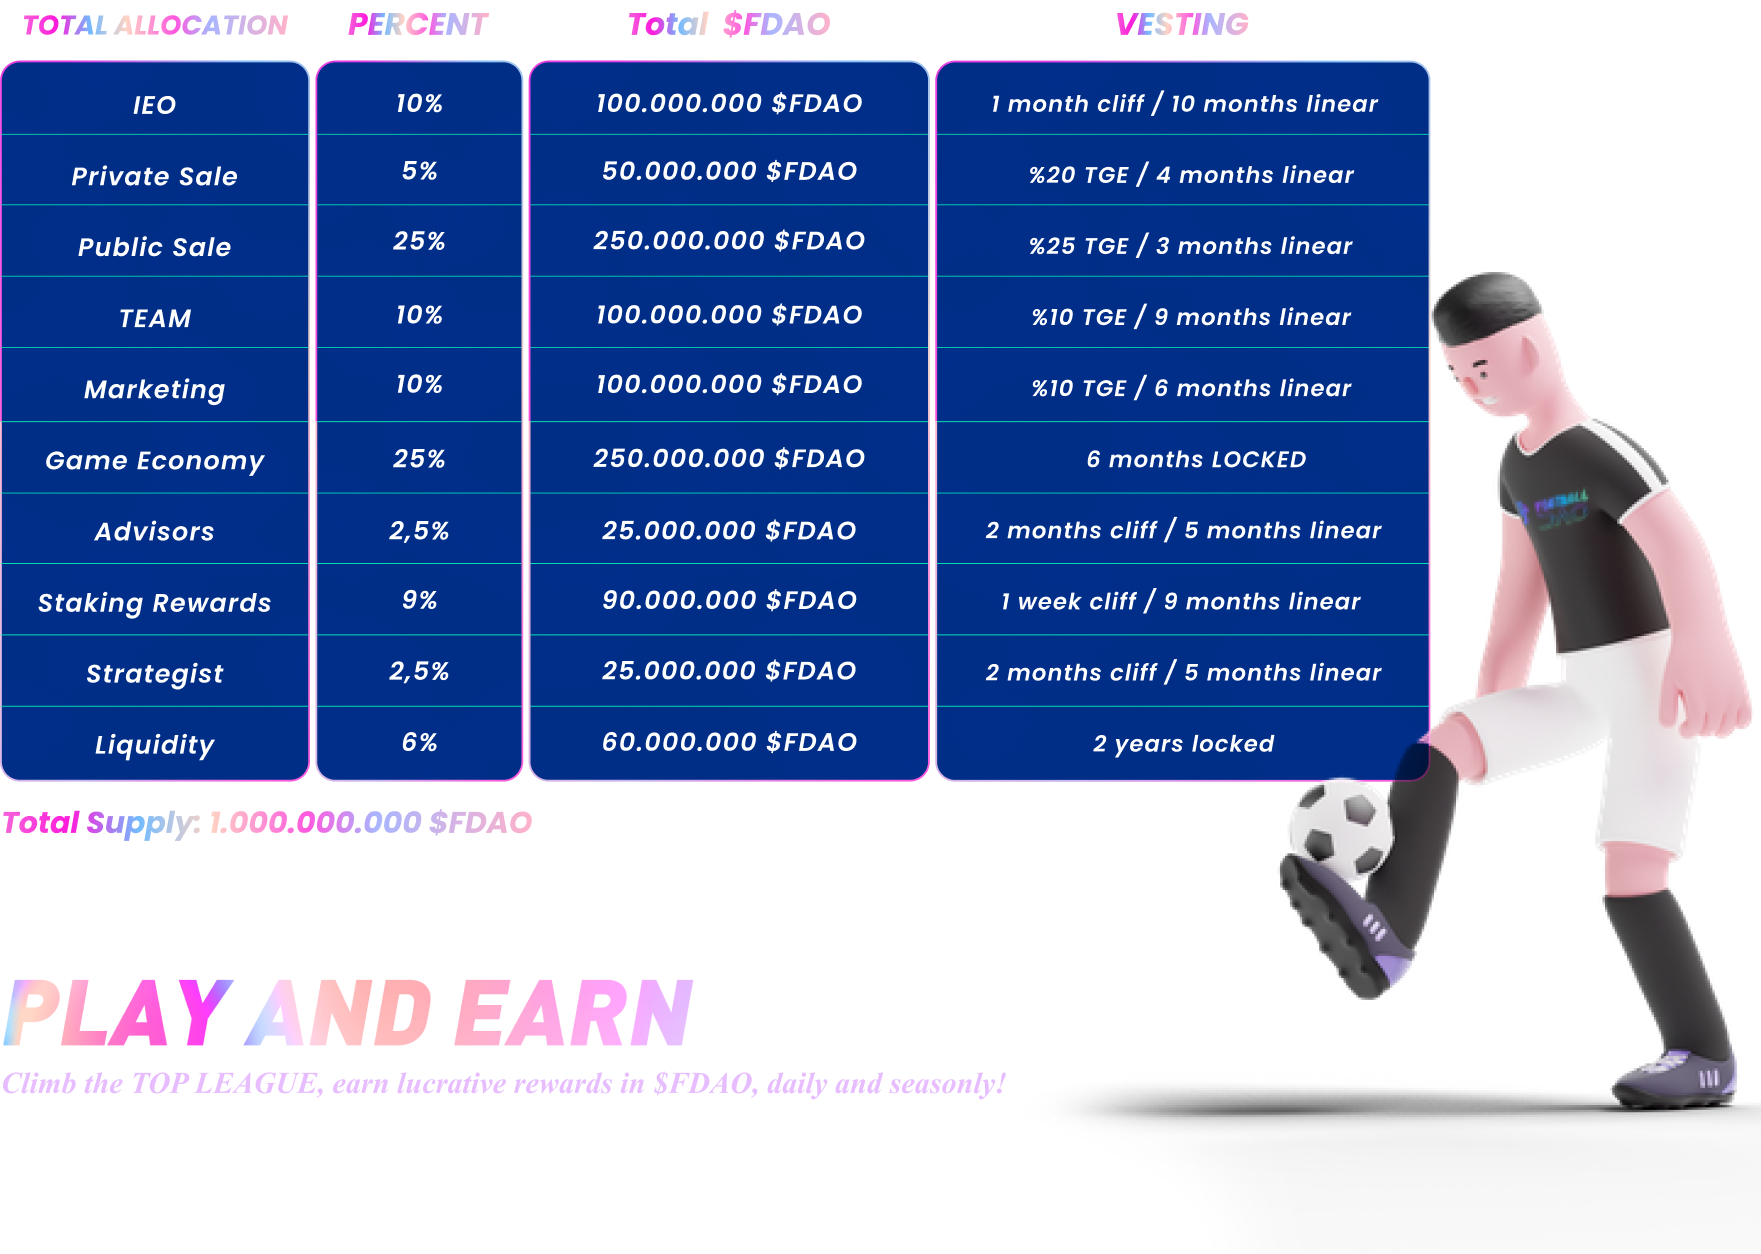 TOTAL ALLOCATION PERCENT Total $FDAO VESTING
IEO 10% 100.000.000 $FDAO 1 month cliff / 10 months linear
Private Sale 5% 50.000.000 $FDAO %20 TGE / 4 months linear
Public Sale 25% 250.000.000 $FDAO %25 TGE / 3 months linear
TEAM 10% 100.000.000 $FDAO %10 TGE / 9 months linear
Marketing 10% 100.000.000 $FDAO %10 TGE / 6 months linear
Game Economy 25% 250.000.000 $FDAO 6 months LOCKED
Advisors 2,5% 25.000.000 $FDAO 2 months cliff / 5 months linear
Staking Rewards 9% 90.000.000 $FDAO 1 week cliff / 9 months linear
Strategist 2,5% 25.000.000 $FDAO 2 months cliff / 5 months linear
Liquidity 6% 60.000.000 $FDAO 2 years locked
Total Supply: 1.000.000.000 $FDAO
FOOTBALL
DAO
PLAY AND EARN
Climb the TOP LEAGUE, earn lucrative rewards in $FDAO, daily and seasonly!